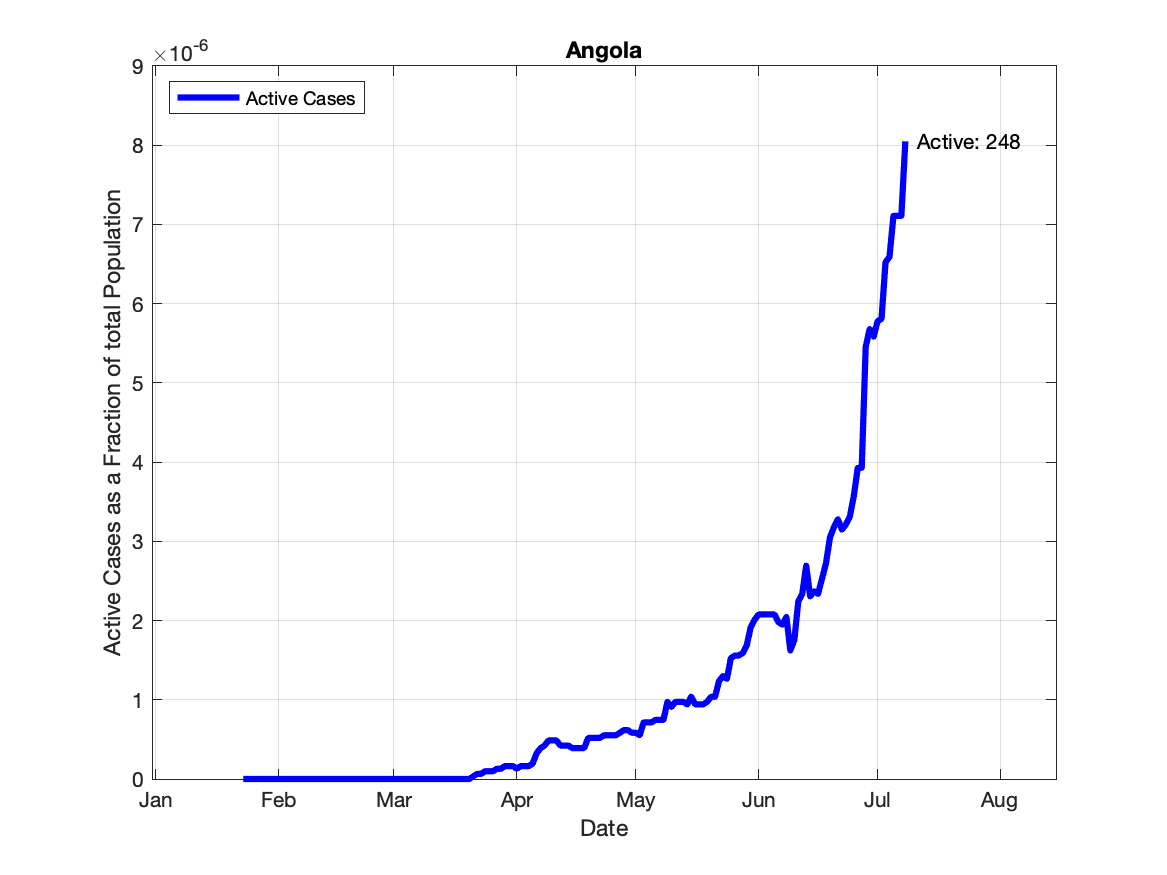 Angola
×10-6
Active Cases
Active: 248
9
8
7
6
5
4
3
2
1
0
Active Cases as a Fraction of total Population
Jan Feb Mar Apr May Jun Jul Aug
Date